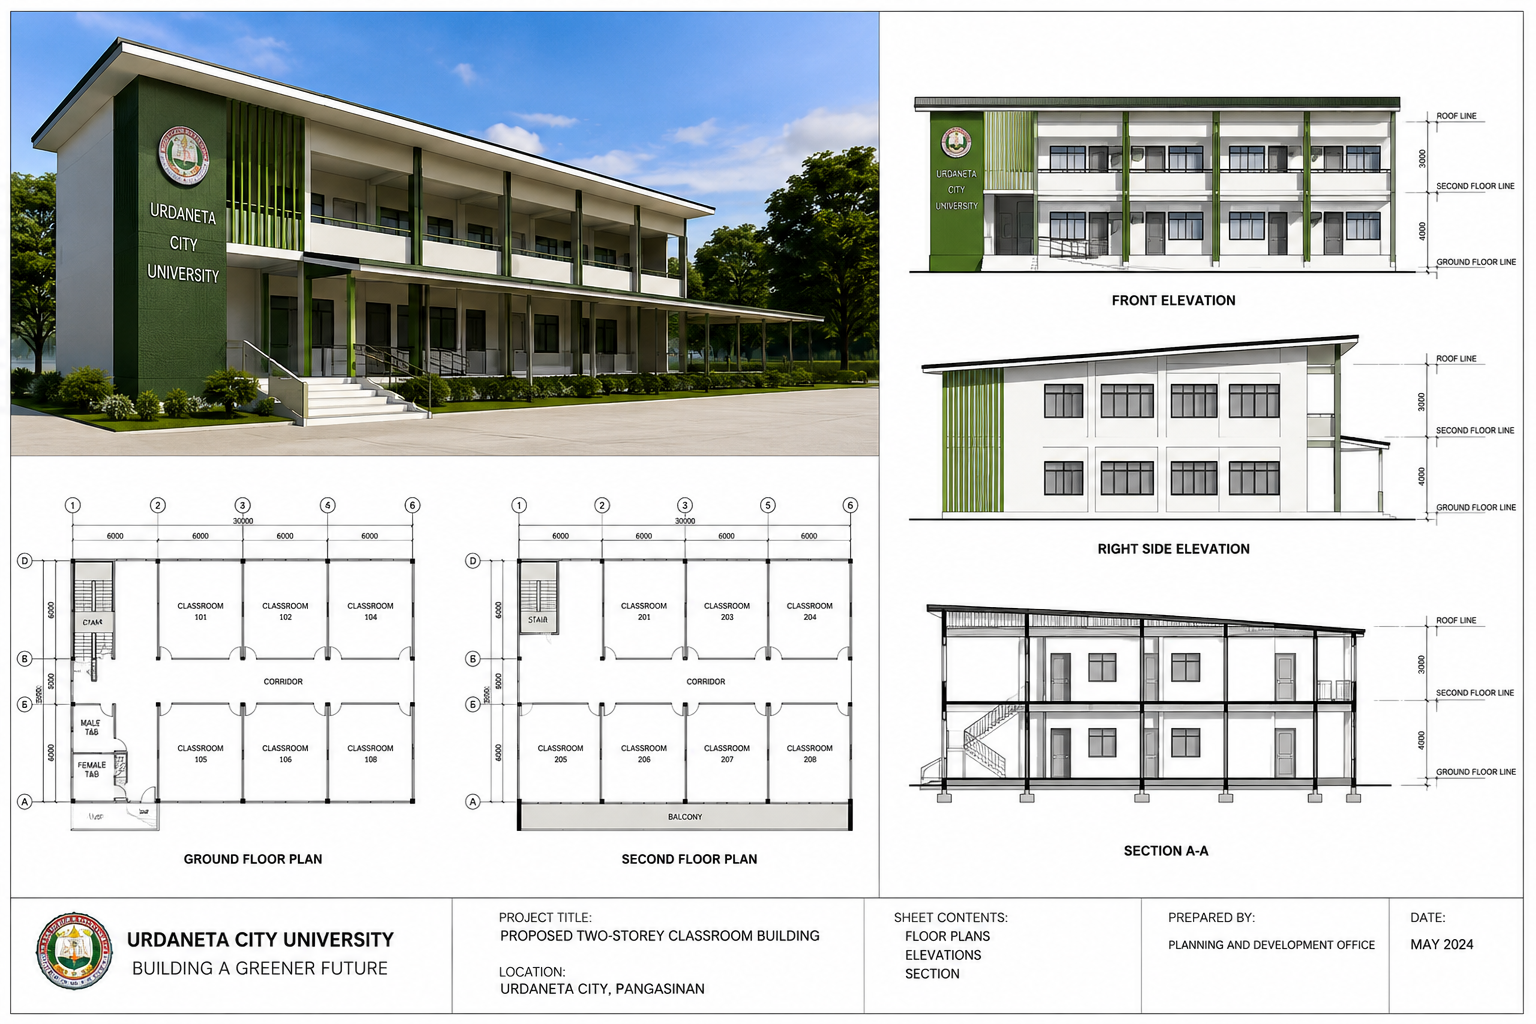 URDANETA
CITY
UNIVERSITY
URDANETA
CITY
UNIVERSITY
ROOF LINE
3000
SECOND FLOOR LINE
4000
GROUND FLOOR LINE
FRONT ELEVATION
ROOF LINE
3000
SECOND FLOOR LINE
4000
GROUND FLOOR LINE
RIGHT SIDE ELEVATION
ROOF LINE
3000
SECOND FLOOR LINE
4000
GROUND FLOOR LINE
SECTION A-A
1 2 3 6
30000
6000 6000 6000 6000
D
6000
CLASSROOM
101
CLASSROOM
102
CLASSROOM
104
CORRIDOR
MALE
FEMALE
6000
CLASSROOM
105
CLASSROOM
106
CLASSROOM
108
A
GROUND FLOOR PLAN
1 2 3 5 6
30000
6000 6000 6000 6000
D
6000
STAIR
CLASSROOM
201
CLASSROOM
203
CLASSROOM
204
CORRIDOR
6000
CLASSROOM
205
CLASSROOM
206
CLASSROOM
207
CLASSROOM
208
A
BALCONY
SECOND FLOOR PLAN
URDANETA CITY UNIVERSITY
BUILDING A GREENER FUTURE
PROJECT TITLE:
PROPOSED TWO-STOREY CLASSROOM BUILDING
LOCATION:
URDANETA CITY, PANGASINAN
SHEET CONTENTS:
FLOOR PLANS
ELEVATIONS
SECTION
PREPARED BY:
PLANNING AND DEVELOPMENT OFFICE
DATE:
MAY 2024